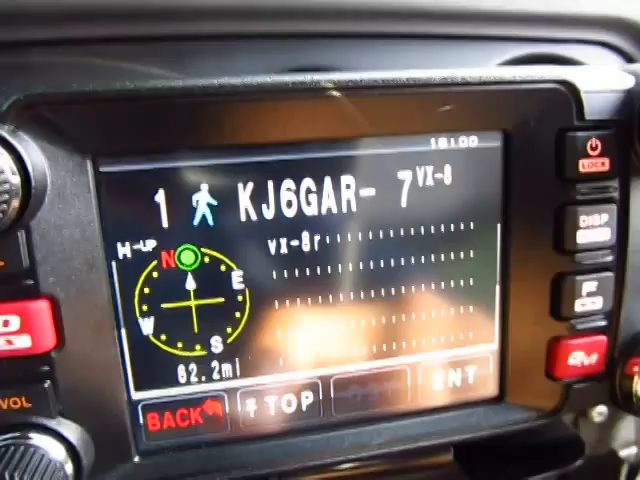 16:00
1 KJ6GAR- 7 VX-8
H-UP
vx-8r
N
E
W
S
62.2mi
BACK TOP ENT
LOCK
DISP
F
VOL